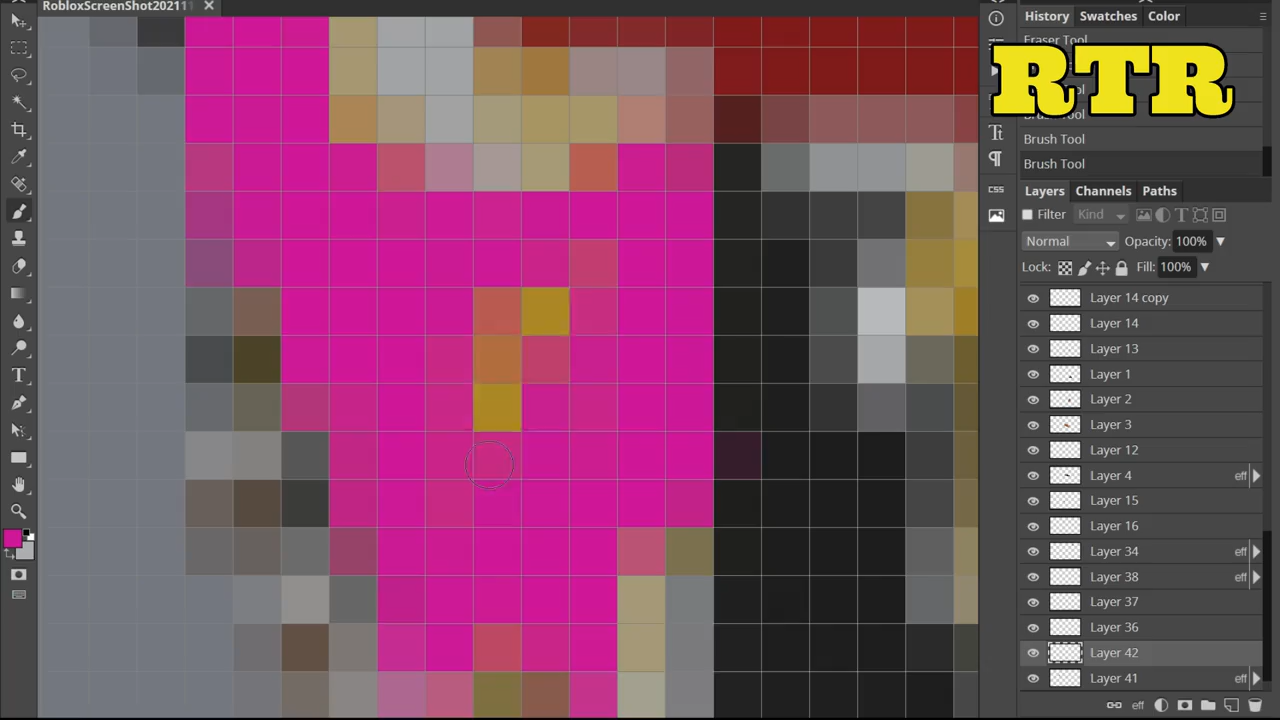 RobloxScreenShot20211
History Swatches Color
Eraser Tool
RTR
Brush Tool
Brush Tool
Layers Channels Paths
Filter Kind
Normal Opacity: 100%
Lock: Fill: 100%
css
Layer 14 copy
Layer 14
Layer 13
Layer 1
Layer 2
Layer 3
Layer 12
Layer 4 eff
Layer 15
Layer 16
Layer 34 eff
Layer 38 eff
Layer 37
Layer 36
Layer 42
Layer 41 eff
eff